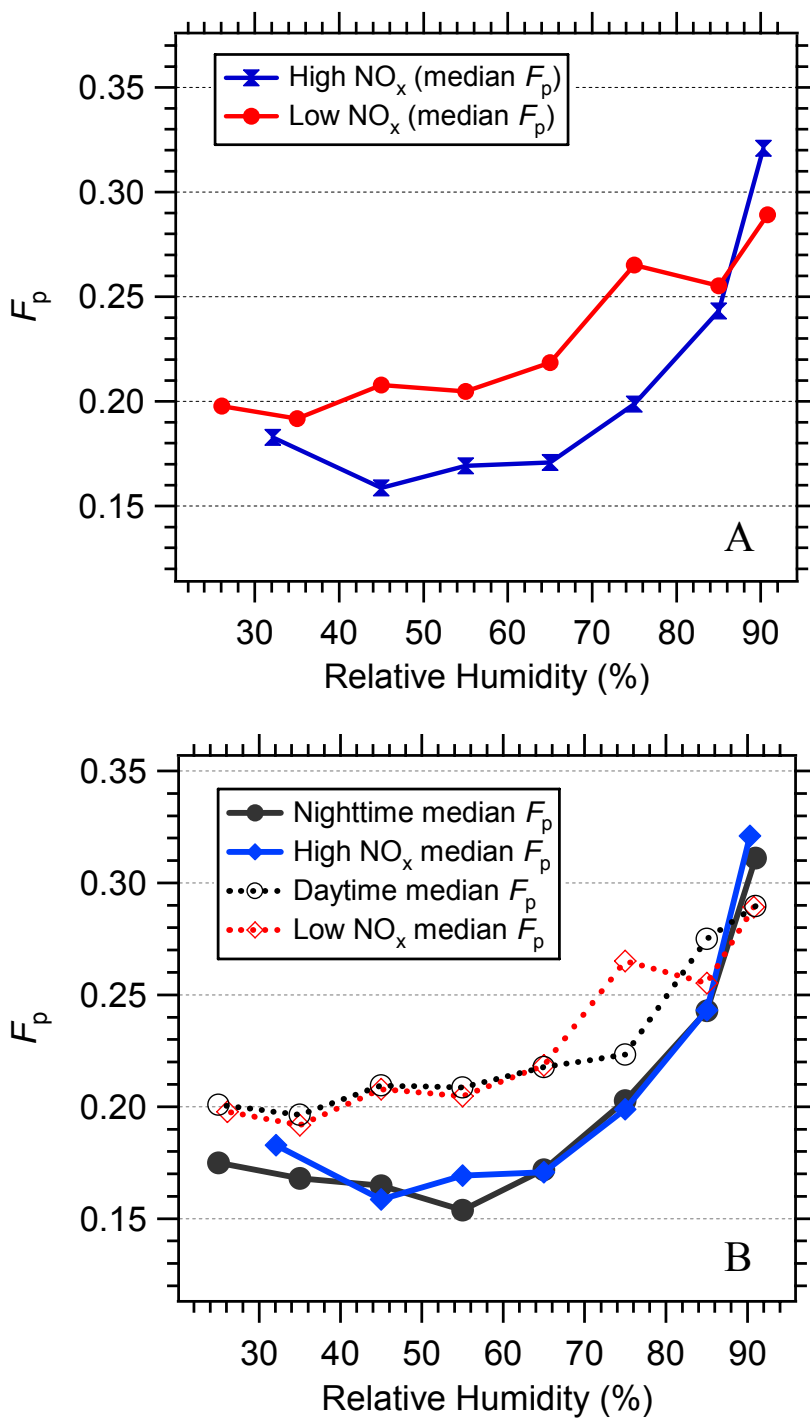 0.35
0.30
0.25
0.20
0.15
Fp
High NOx (median Fp)
Low NOx (median Fp)
A
30 40 50 60 70 80 90
Relative Humidity (%)
0.35
0.30
0.25
0.20
0.15
Fp
Nighttime median Fp
High NOx median Fp
Daytime median Fp
Low NOx median Fp
B
30 40 50 60 70 80 90
Relative Humidity (%)